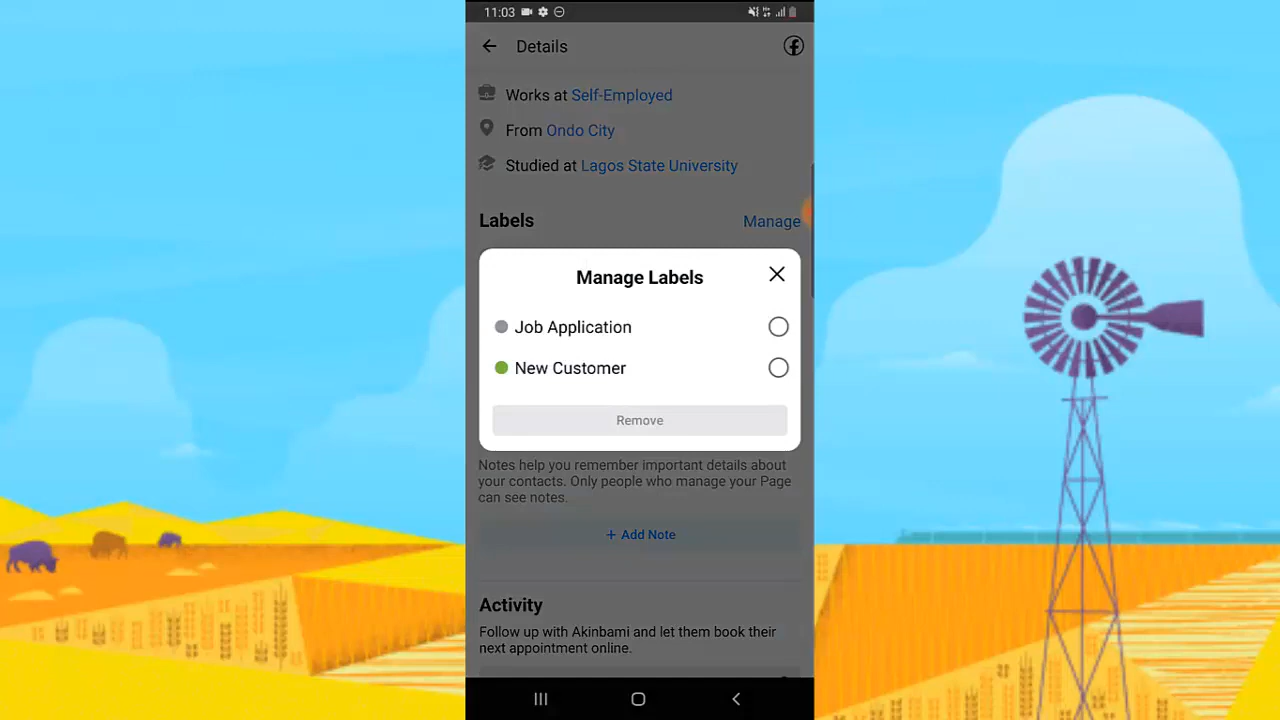 11:03
Details
Works at Self-Employed
From Ondo City
Studied at Lagos State University
Labels Manage
Manage Labels
Job Application
New Customer
Remove
Notes help you remember important details about
your contacts. Only people who manage your Page
can see notes.
+ Add Note
Activity
Follow up with Akinbami and let them book their
next appointment online.